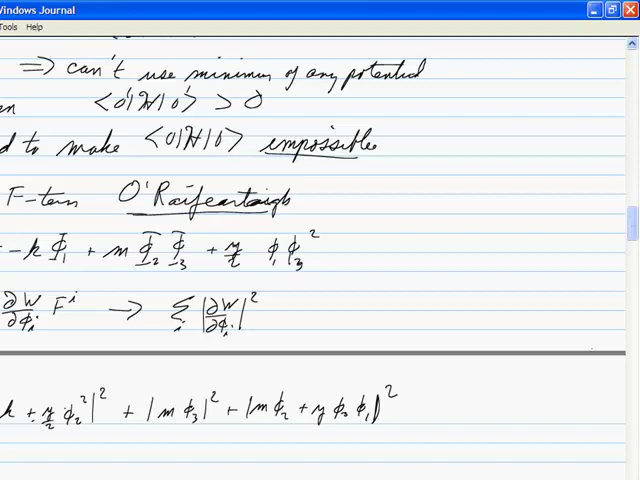 Windows Journal
Tools Help
⇒ can't use minimum of any potential
<0|H|0> > 0
d to make <0|H|0> impossible
F-term O'Raifeartaigh
-k Φ₁ + m Φ₂ Φ₃ + y/2 ϕ₁ ϕ₃²
∂W/∂ϕᵢ Fⁱ → Σᵢ |∂W/∂ϕᵢ|²
k + y/2 ϕ₂²|² + |m ϕ₃|² + |m ϕ₂ + y ϕ₃ ϕ₁|²